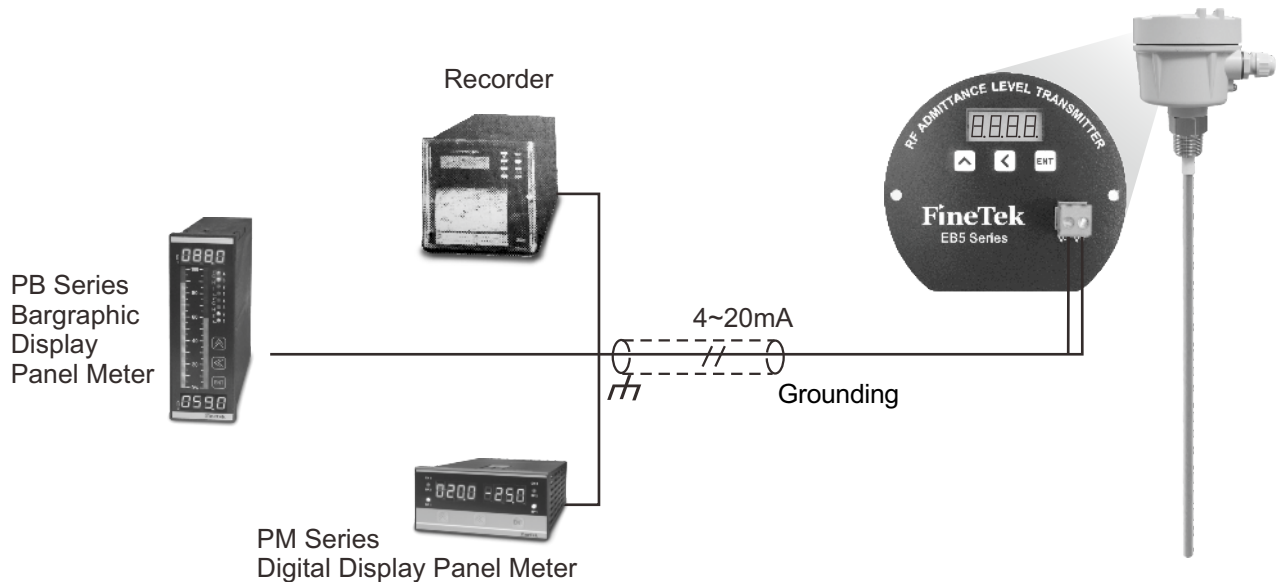 Recorder
RF ADMITTANCE LEVEL TRANSMITTER
8.8.8.8.
ENT
FineTek
EB5 Series
PB Series
Bargraphic
Display
Panel Meter
0880
0590
FineTek
4~20mA
Grounding
0200 -250
PM Series
Digital Display Panel Meter